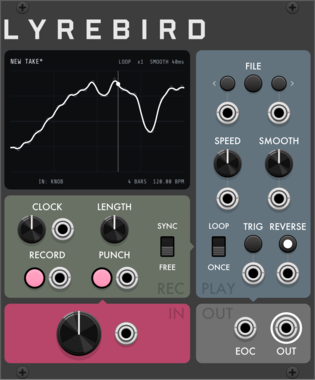 LYREBIRD
NEW TAKE*
LOOP x1 SMOOTH 40ms
IN: KNOB
4 BARS 120.00 BPM
FILE
SPEED
SMOOTH
CLOCK
LENGTH
SYNC
FREE
RECORD
PUNCH
LOOP
ONCE
TRIG
REVERSE
REC
PLAY
IN
OUT
EOC
OUT